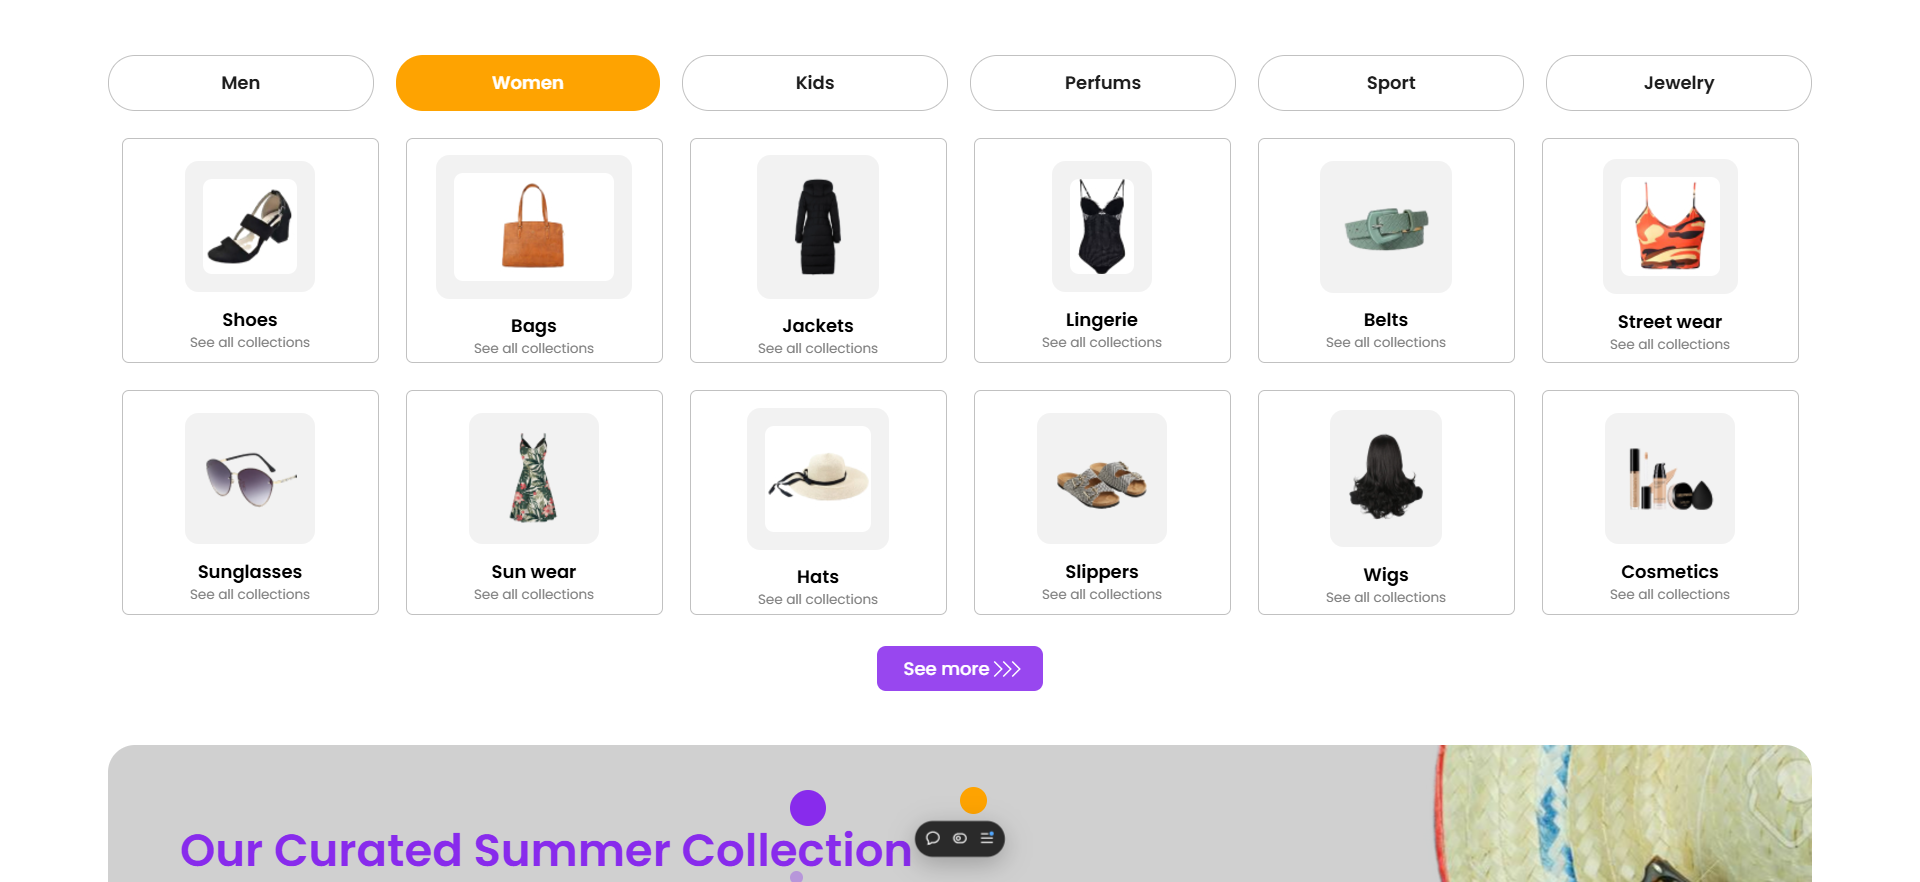 Men
Women
Kids
Perfums
Sport
Jewelry
Shoes
See all collections
Bags
See all collections
Jackets
See all collections
Lingerie
See all collections
Belts
See all collections
Street wear
See all collections
Sunglasses
See all collections
Sun wear
See all collections
Hats
See all collections
Slippers
See all collections
Wigs
See all collections
Cosmetics
See all collections
See more
Our Curated Summer Collection